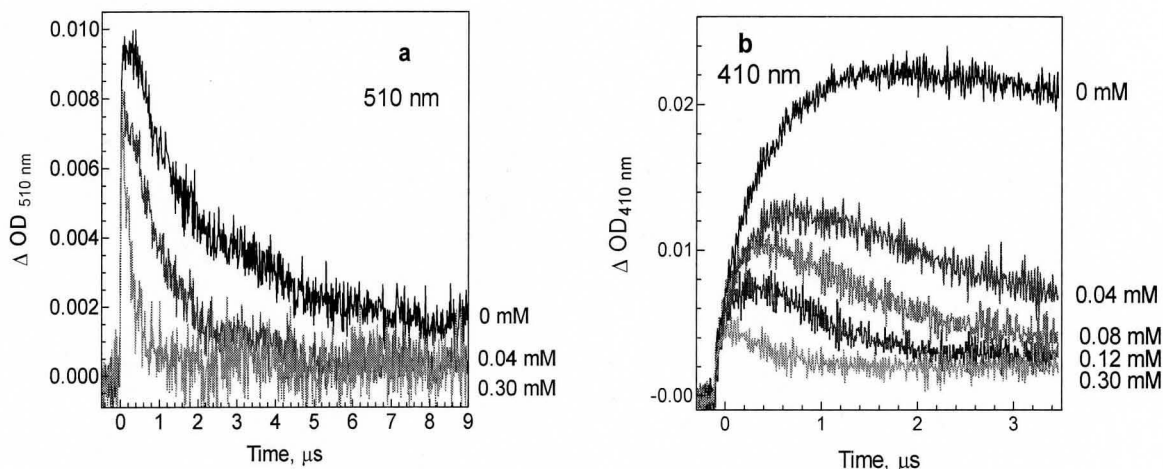 a
510 nm
0.010
0.008
0.006
0.004
0.002
0.000
Δ OD 510 nm
0 mM
0.04 mM
0.30 mM
0 1 2 3 4 5 6 7 8 9
Time, μs
b
410 nm
0.02
0.01
-0.00
Δ OD410 nm
0 mM
0.04 mM
0.08 mM
0.12 mM
0.30 mM
0 1 2 3
Time, μs